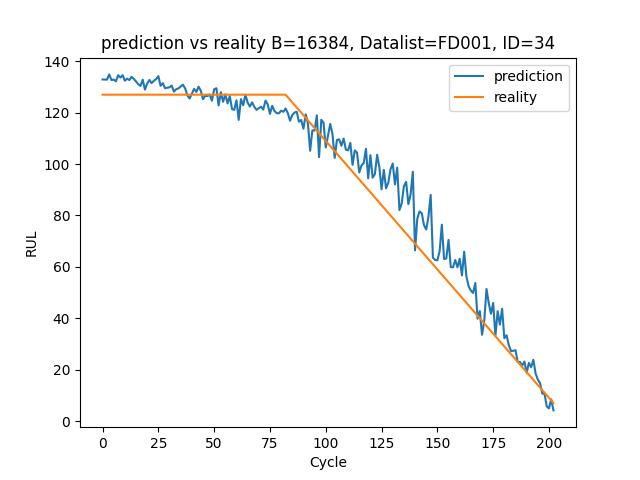 prediction vs reality B=16384, Datalist=FD001, ID=34
prediction
reality
140
120
100
80
60
40
20
0
RUL
0 25 50 75 100 125 150 175 200
Cycle